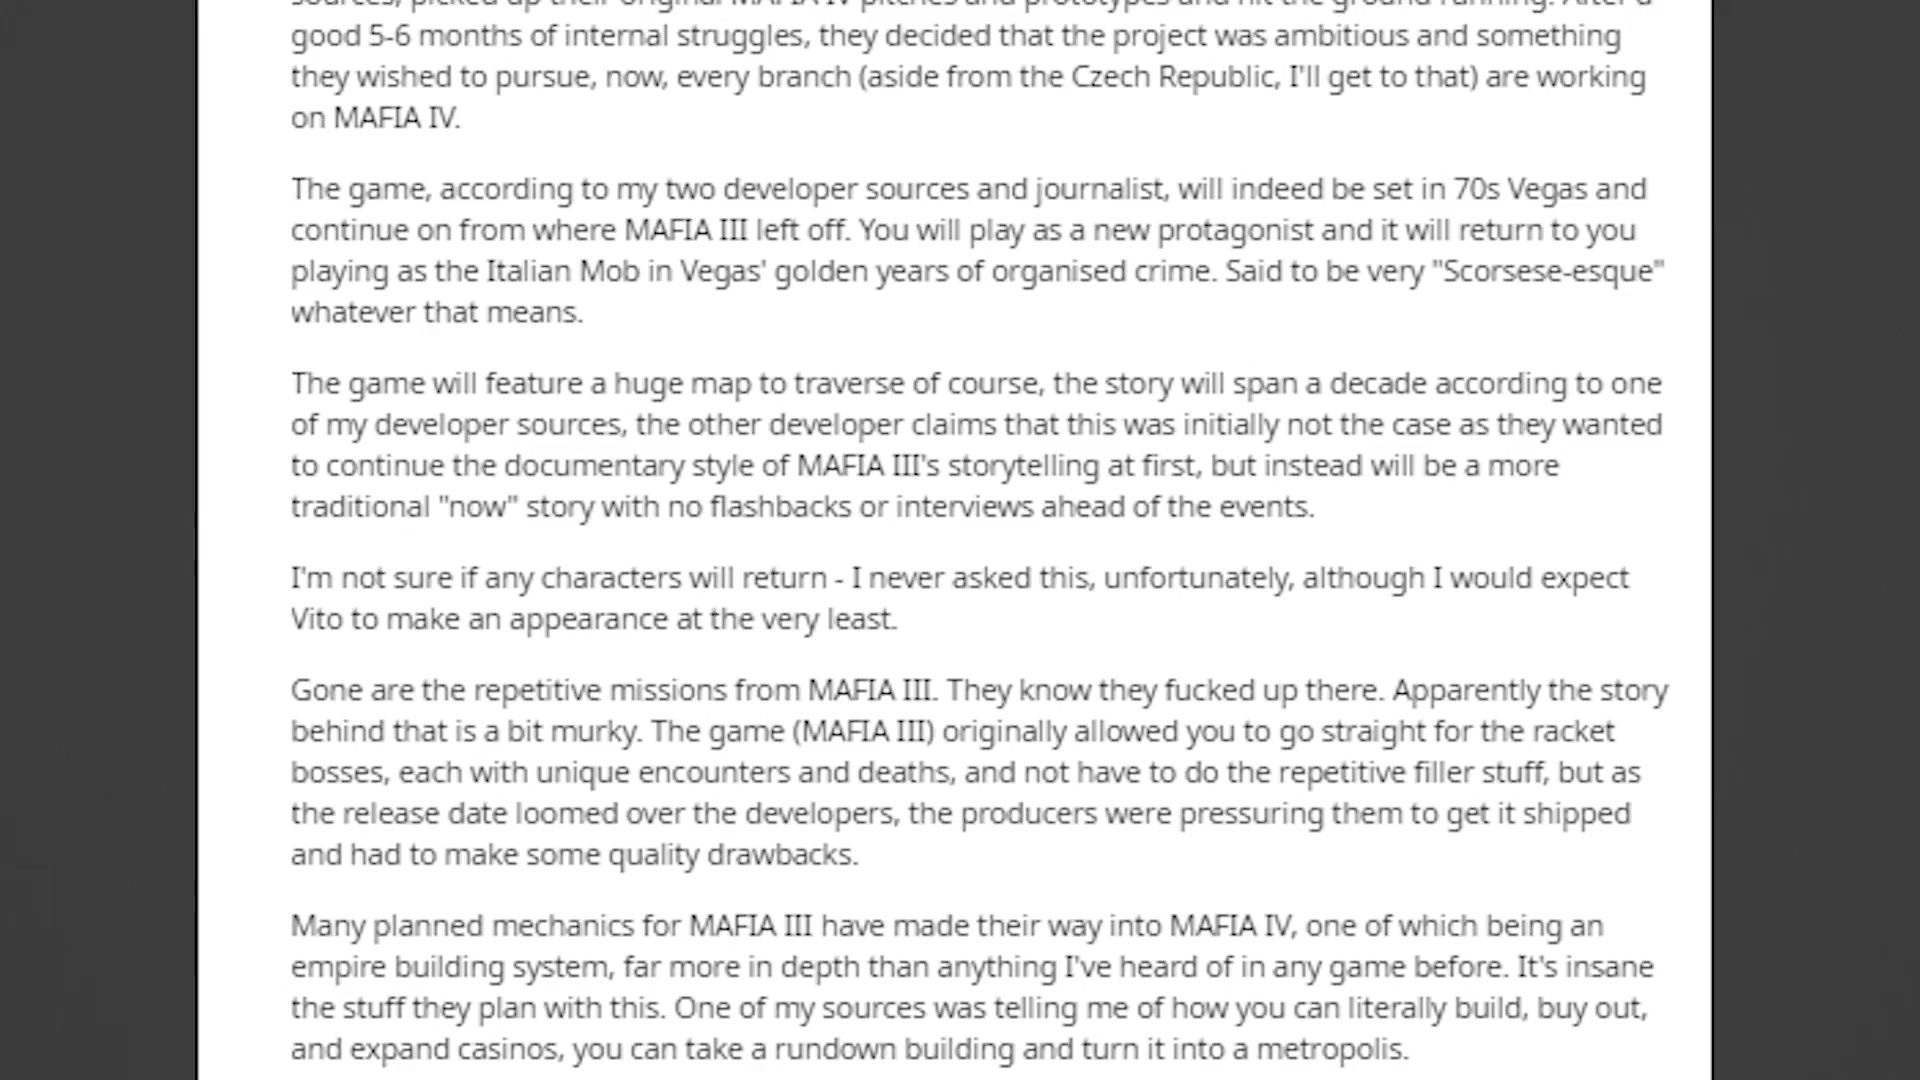 sources, picked up their original MAFIA IV pitches and prototypes and hit the ground running. After a
good 5-6 months of internal struggles, they decided that the project was ambitious and something
they wished to pursue, now, every branch (aside from the Czech Republic, I'll get to that) are working
on MAFIA IV.
The game, according to my two developer sources and journalist, will indeed be set in 70s Vegas and
continue on from where MAFIA III left off. You will play as a new protagonist and it will return to you
playing as the Italian Mob in Vegas' golden years of organised crime. Said to be very "Scorsese-esque"
whatever that means.
The game will feature a huge map to traverse of course, the story will span a decade according to one
of my developer sources, the other developer claims that this was initially not the case as they wanted
to continue the documentary style of MAFIA III's storytelling at first, but instead will be a more
traditional "now" story with no flashbacks or interviews ahead of the events.
I'm not sure if any characters will return - I never asked this, unfortunately, although I would expect
Vito to make an appearance at the very least.
Gone are the repetitive missions from MAFIA III. They know they fucked up there. Apparently the story
behind that is a bit murky. The game (MAFIA III) originally allowed you to go straight for the racket
bosses, each with unique encounters and deaths, and not have to do the repetitive filler stuff, but as
the release date loomed over the developers, the producers were pressuring them to get it shipped
and had to make some quality drawbacks.
Many planned mechanics for MAFIA III have made their way into MAFIA IV, one of which being an
empire building system, far more in depth than anything I've heard of in any game before. It's insane
the stuff they plan with this. One of my sources was telling me of how you can literally build, buy out,
and expand casinos, you can take a rundown building and turn it into a metropolis.